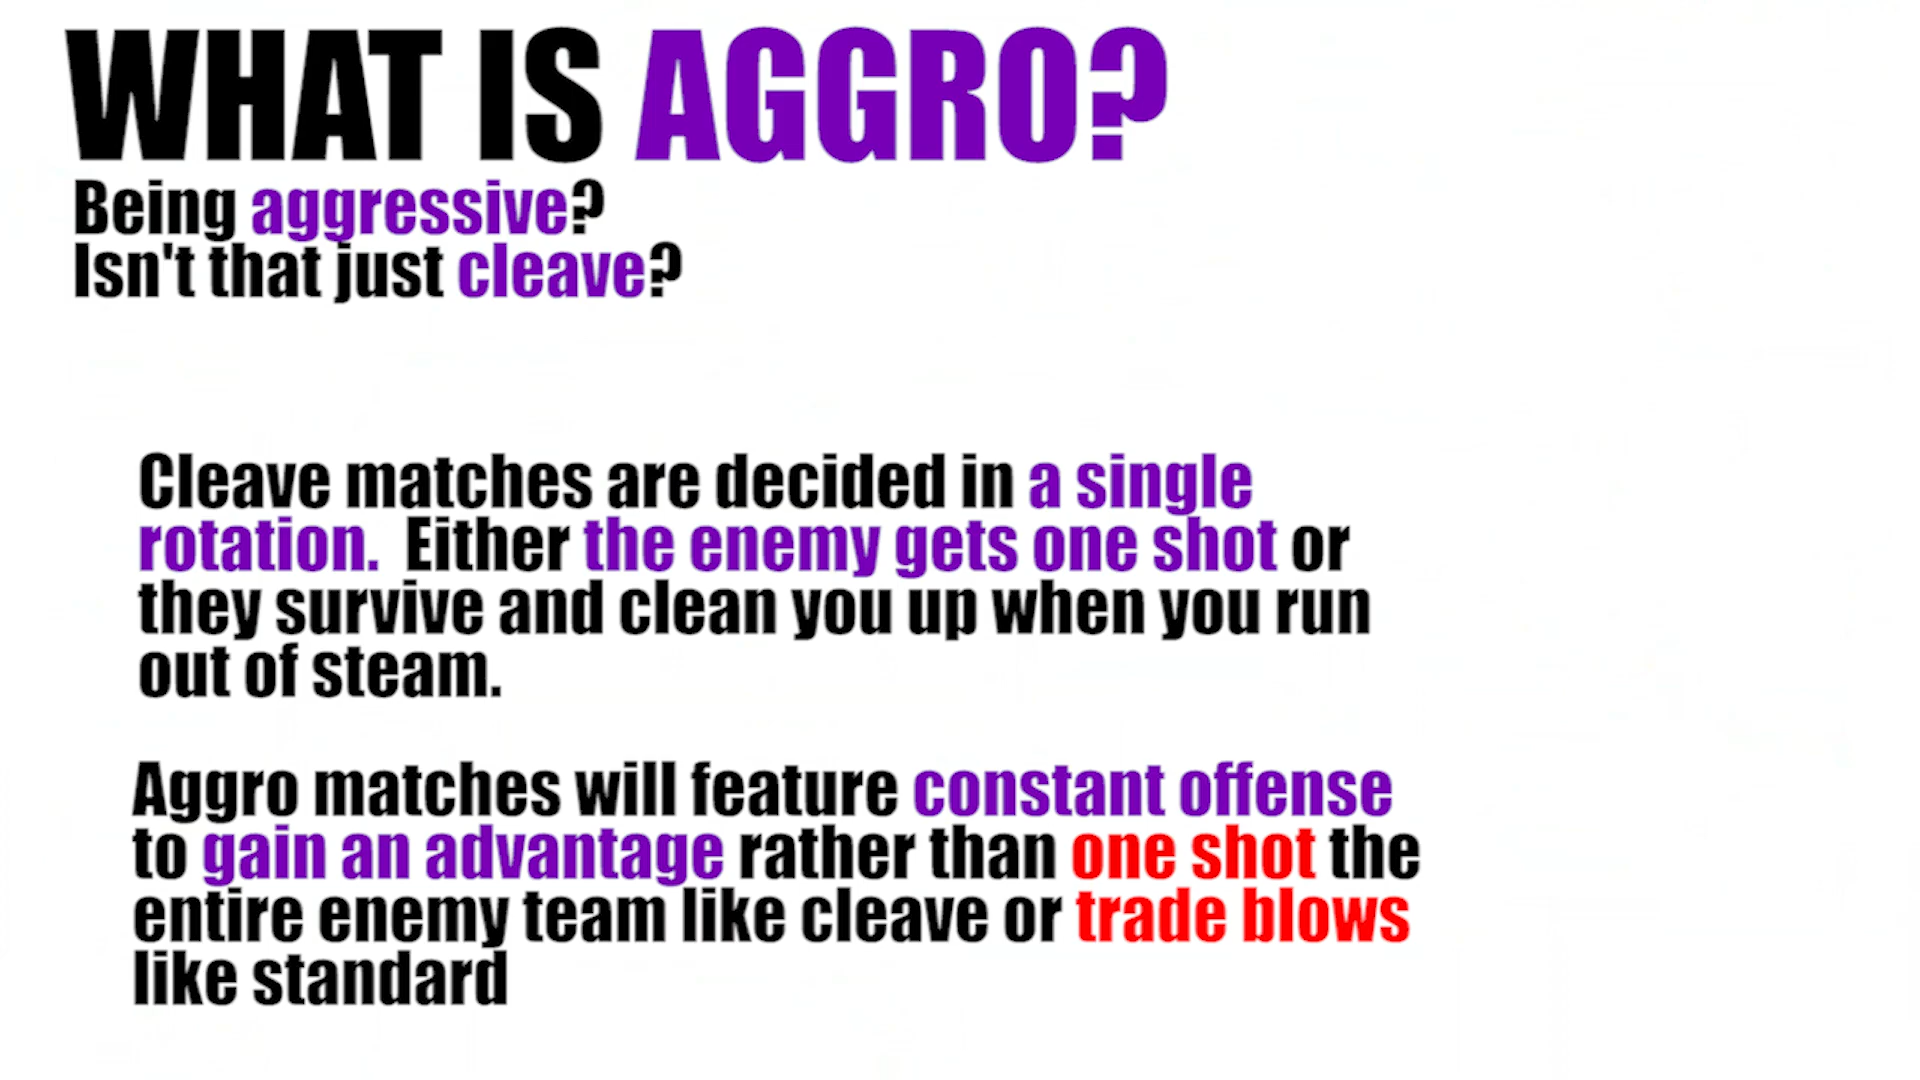 WHAT IS AGGRO?
Being aggressive?
Isn't that just cleave?
Cleave matches are decided in a single
rotation.  Either the enemy gets one shot or
they survive and clean you up when you run
out of steam.
Aggro matches will feature constant offense
to gain an advantage rather than one shot the
entire enemy team like cleave or trade blows
like standard